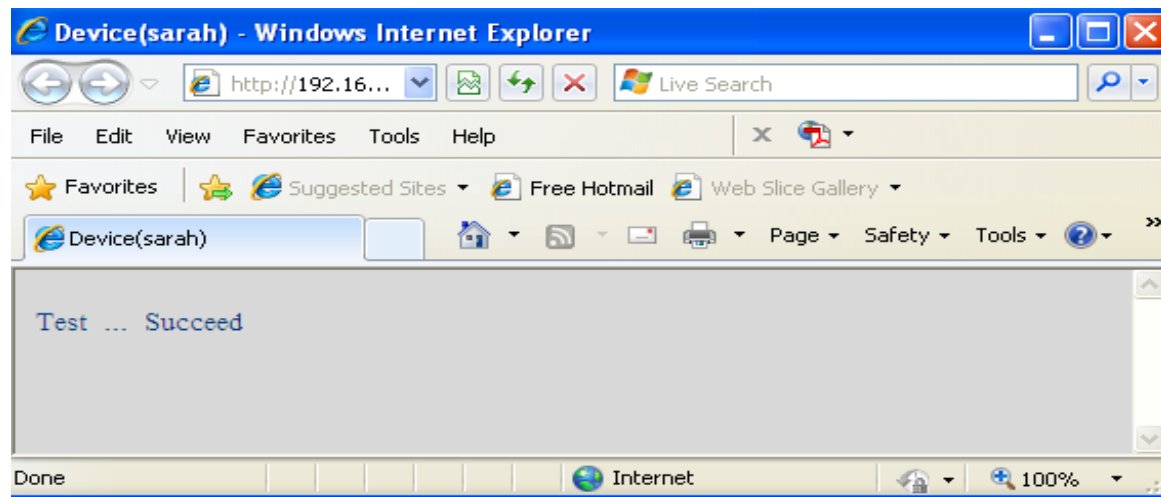 Device(sarah) - Windows Internet Explorer
http://192.16... Live Search
File Edit View Favorites Tools Help
Favorites Suggested Sites Free Hotmail Web Slice Gallery
Device(sarah) Page Safety Tools
Test ... Succeed
Done Internet 100%